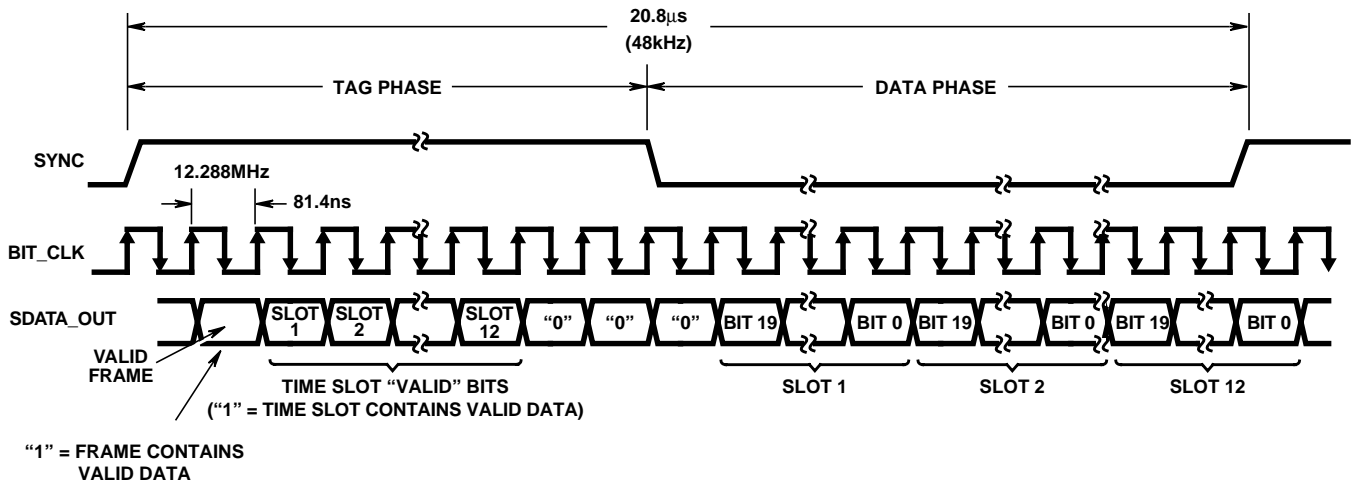 20.8μs
(48kHz)
TAG PHASE
DATA PHASE
SYNC
12.288MHz
81.4ns
BIT_CLK
SDATA_OUT
SLOT 1
SLOT 2
SLOT 12
“0”
“0”
“0”
BIT 19
BIT 0
BIT 19
BIT 0
BIT 19
BIT 0
VALID
FRAME
TIME SLOT “VALID” BITS
(“1” = TIME SLOT CONTAINS VALID DATA)
SLOT 1
SLOT 2
SLOT 12
“1” = FRAME CONTAINS
VALID DATA